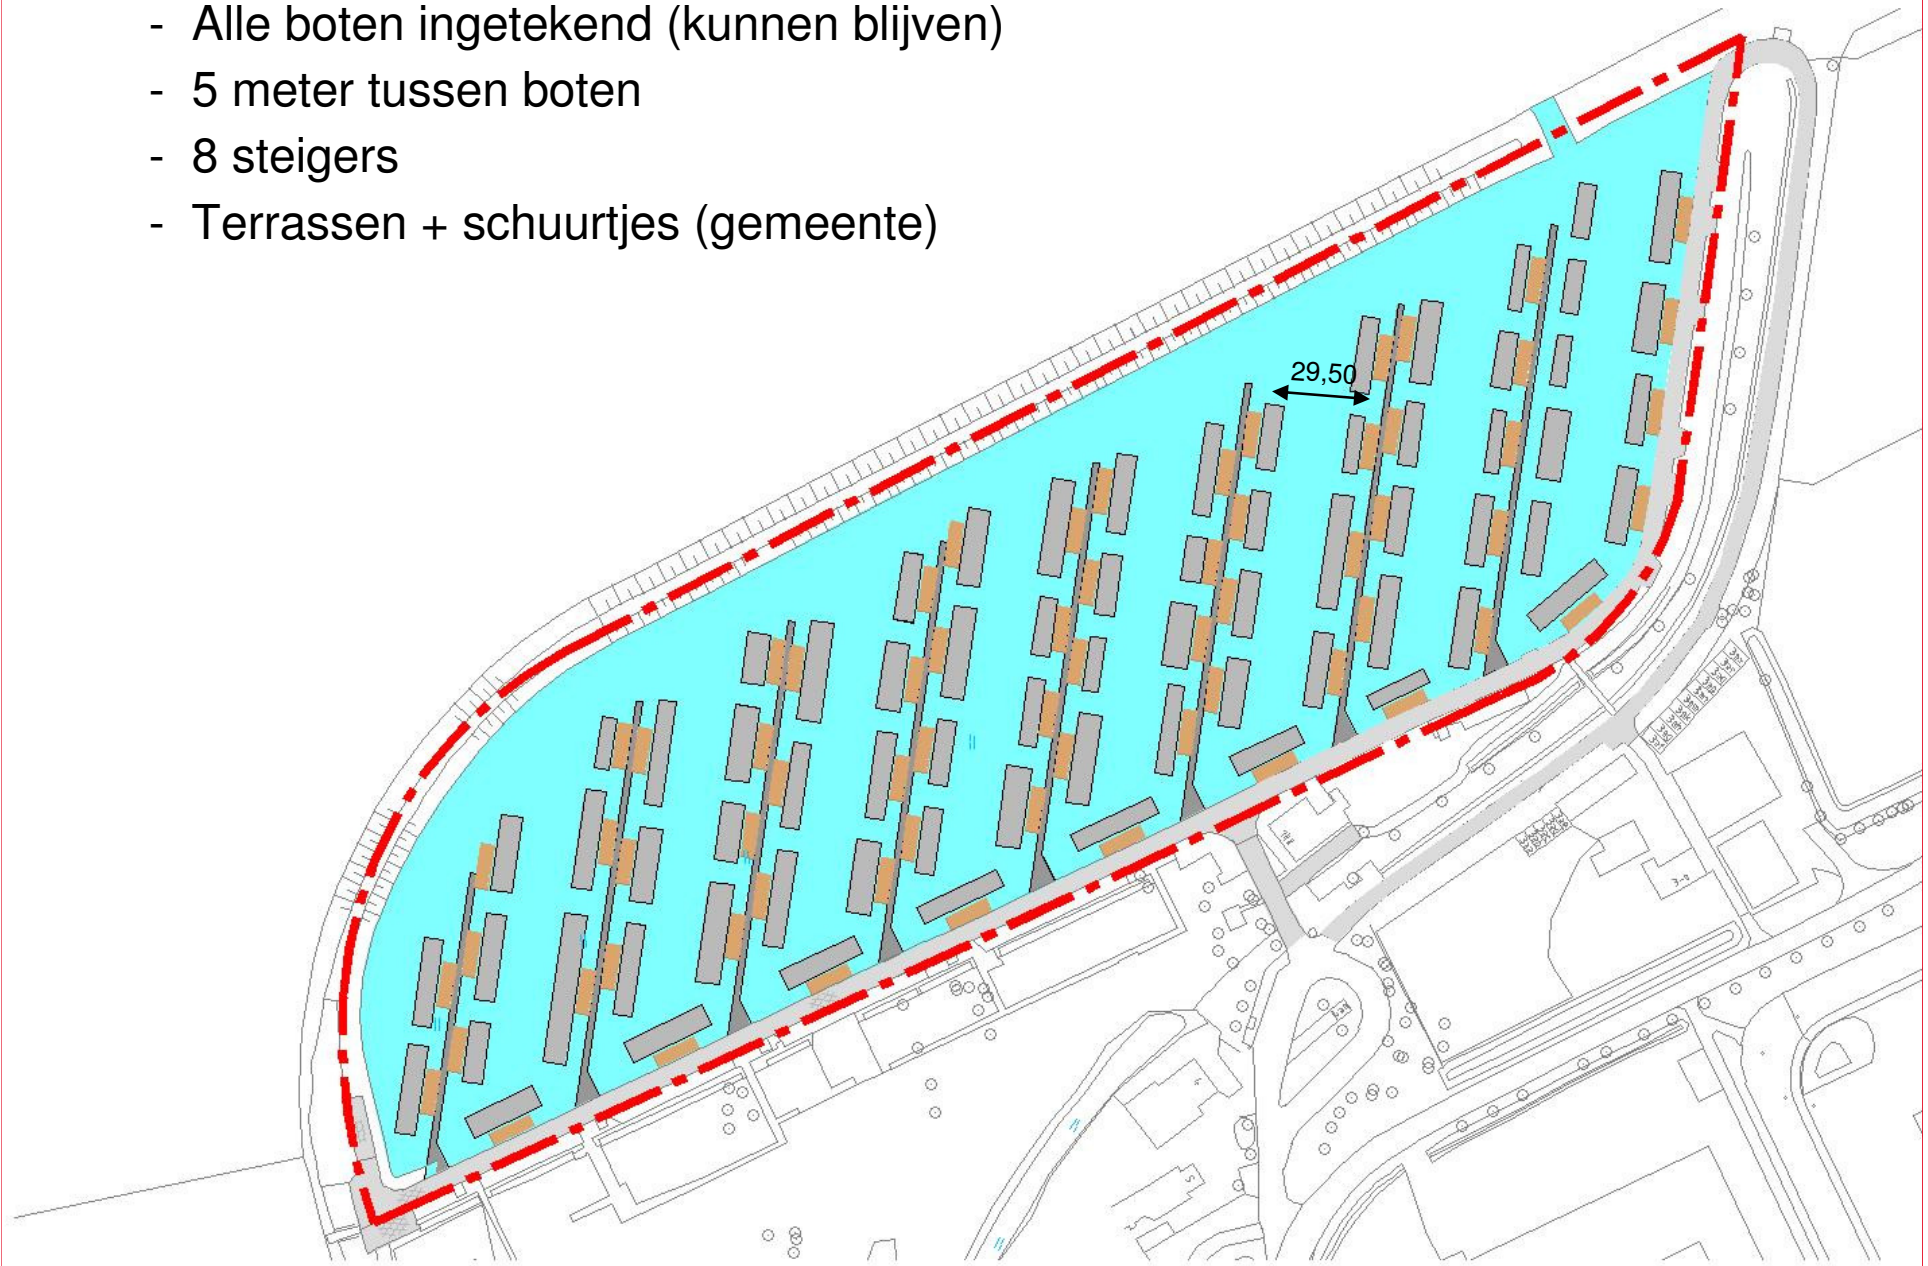 - Alle boten ingetekend (kunnen blijven)
- 5 meter tussen boten
- 8 steigers
- Terrassen + schuurtjes (gemeente)
29,50